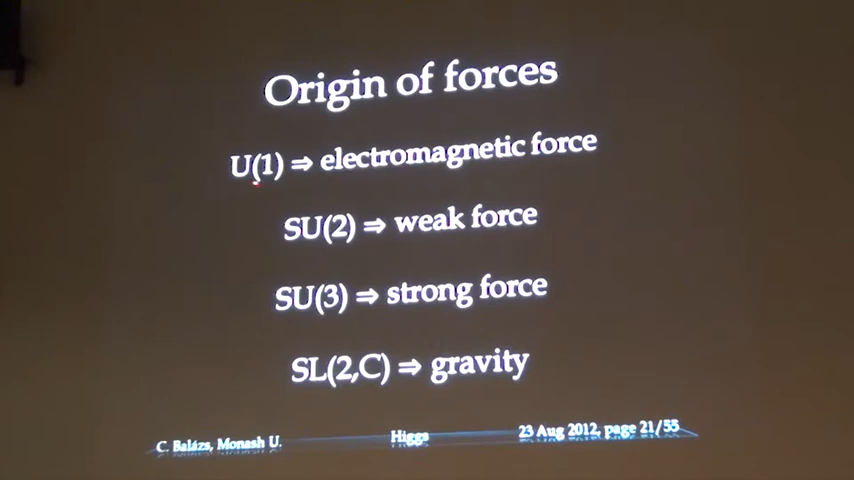 Origin of forces
U(1) ⇒ electromagnetic force
SU(2) ⇒ weak force
SU(3) ⇒ strong force
SL(2,C) ⇒ gravity
C. Balázs, Monash U. Higgs 23 Aug 2012, page 21/55